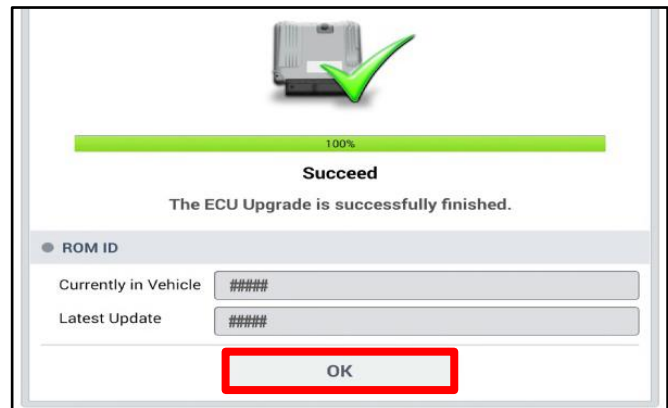 100%
Succeed
The ECU Upgrade is successfully finished.
ROM ID
Currently in Vehicle #####
Latest Update #####
OK